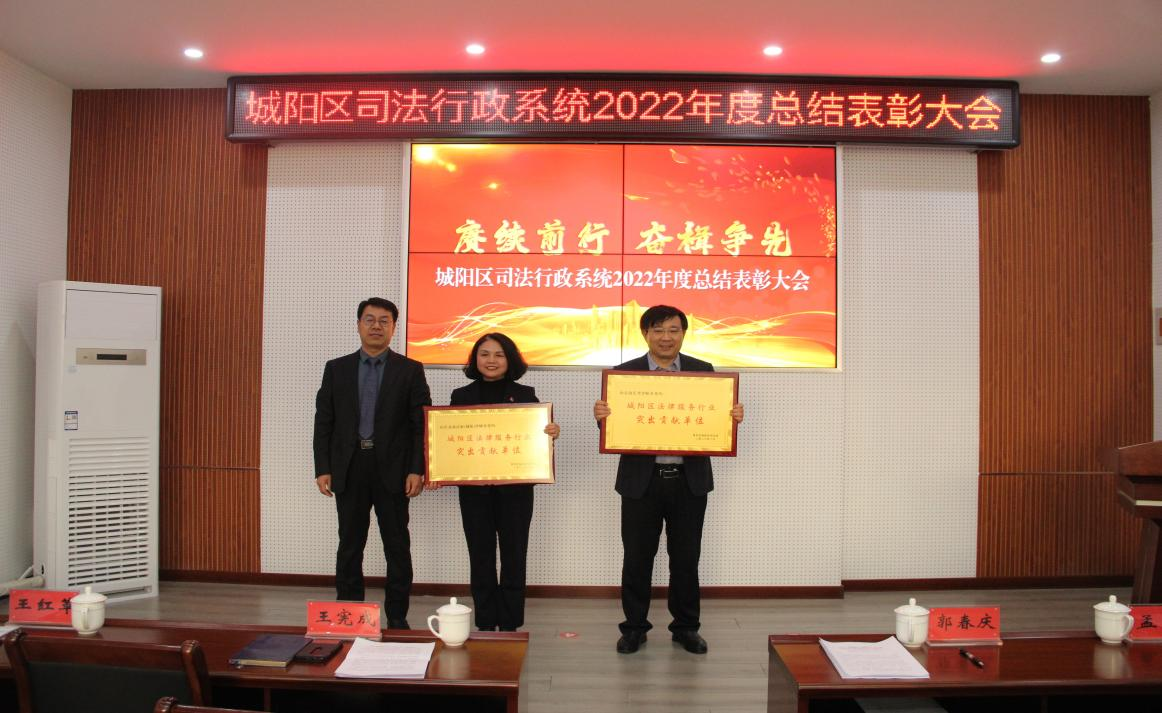 城阳区司法行政系统2022年度总结表彰大会
赓续前行 奋楫争先
城阳区司法行政系统2022年度总结表彰大会
城阳区法律服务行业
突出贡献单位
城阳区法律服务行业
突出贡献单位
王红
王宪成
郭春庆
孟